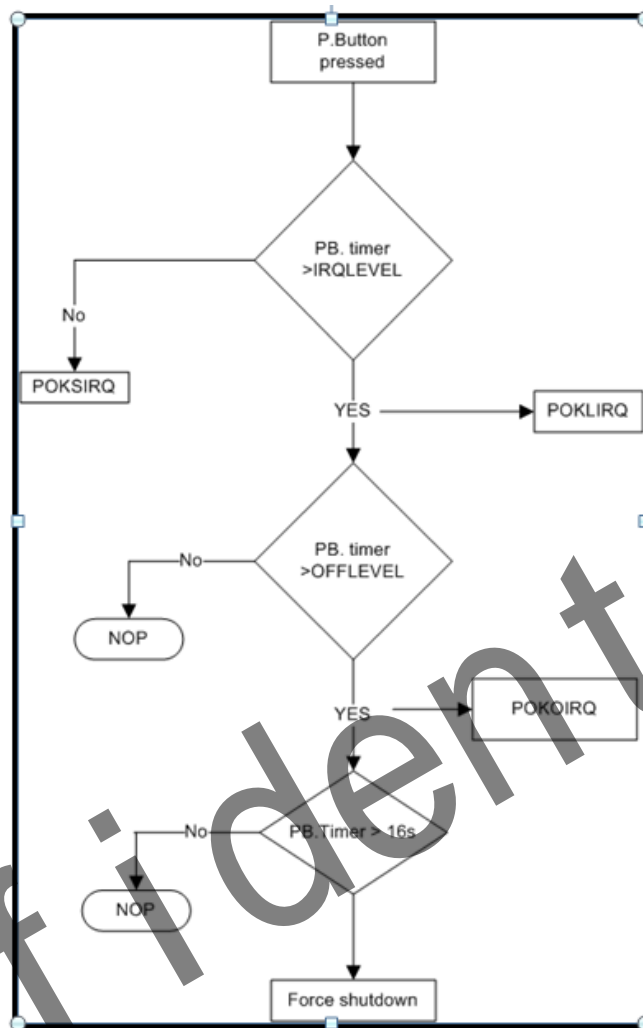 P.Button
pressed
PB. timer
>IRQLEVEL
No
POKSIRQ
YES
POKLIRQ
PB. timer
>OFFLEVEL
No
NOP
YES
POKOIRQ
PB.Timer > 16s
No
NOP
Force shutdown
fident